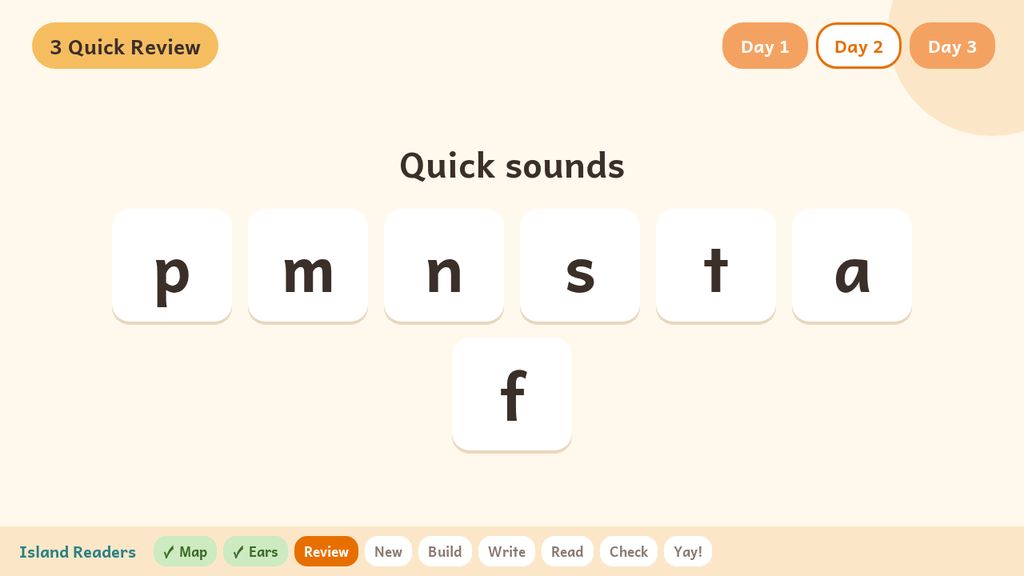 3 Quick Review
Day 1 Day 2 Day 3
Quick sounds
p m n s t a
f
Island Readers ✓ Map ✓ Ears Review New Build Write Read Check Yay!